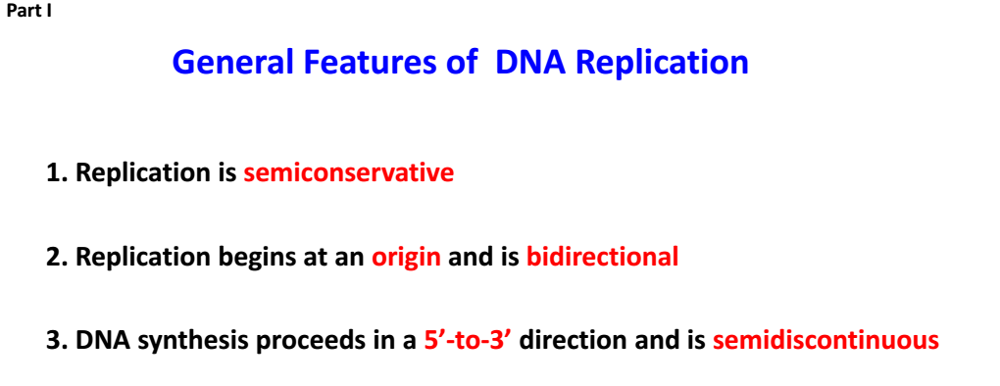 Part I
General Features of DNA Replication
1. Replication is semiconservative
2. Replication begins at an origin and is bidirectional
3. DNA synthesis proceeds in a 5’-to-3’ direction and is semidiscontinuous